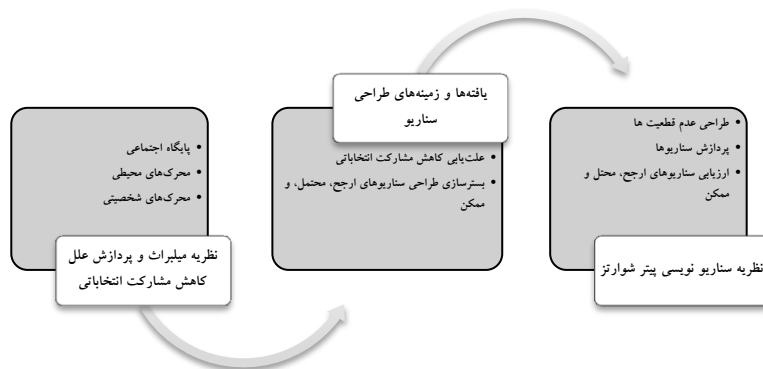 پایگاه اجتماعی
محرک‌های محیطی
محرک‌های شخصیتی
نظریه میلبراث و پردازش علل
کاهش مشارکت انتخاباتی
یافته‌ها و زمینه‌های طراحی
سناریو
علت‌یابی کاهش مشارکت انتخاباتی
بسترسازی طراحی سناریوهای ارجح، محتمل، و
ممکن
طراحی عدم قطعیت ها
پردازش سناریوها
ارزیابی سناریوهای ارجح، محتل و
ممکن
نظریه سناریو نویسی پیتر شوارتز